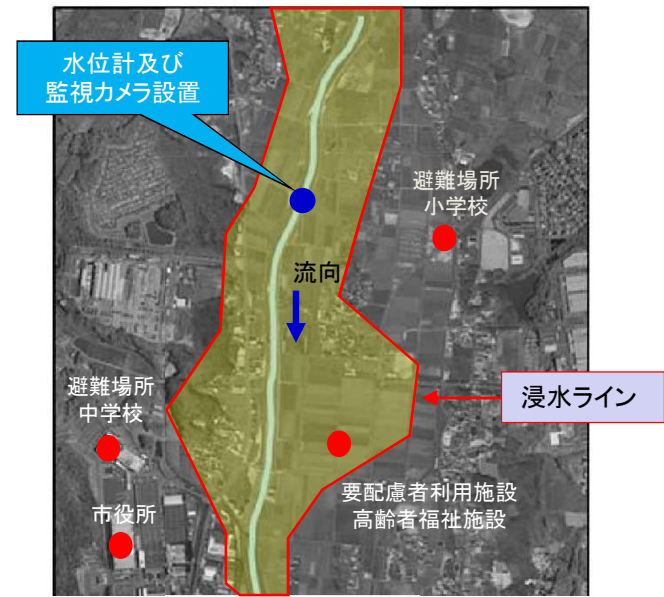 水位計及び
監視カメラ設置
避難場所
小学校
流向
避難場所
中学校
浸水ライン
要配慮者利用施設
高齢者福祉施設
市役所